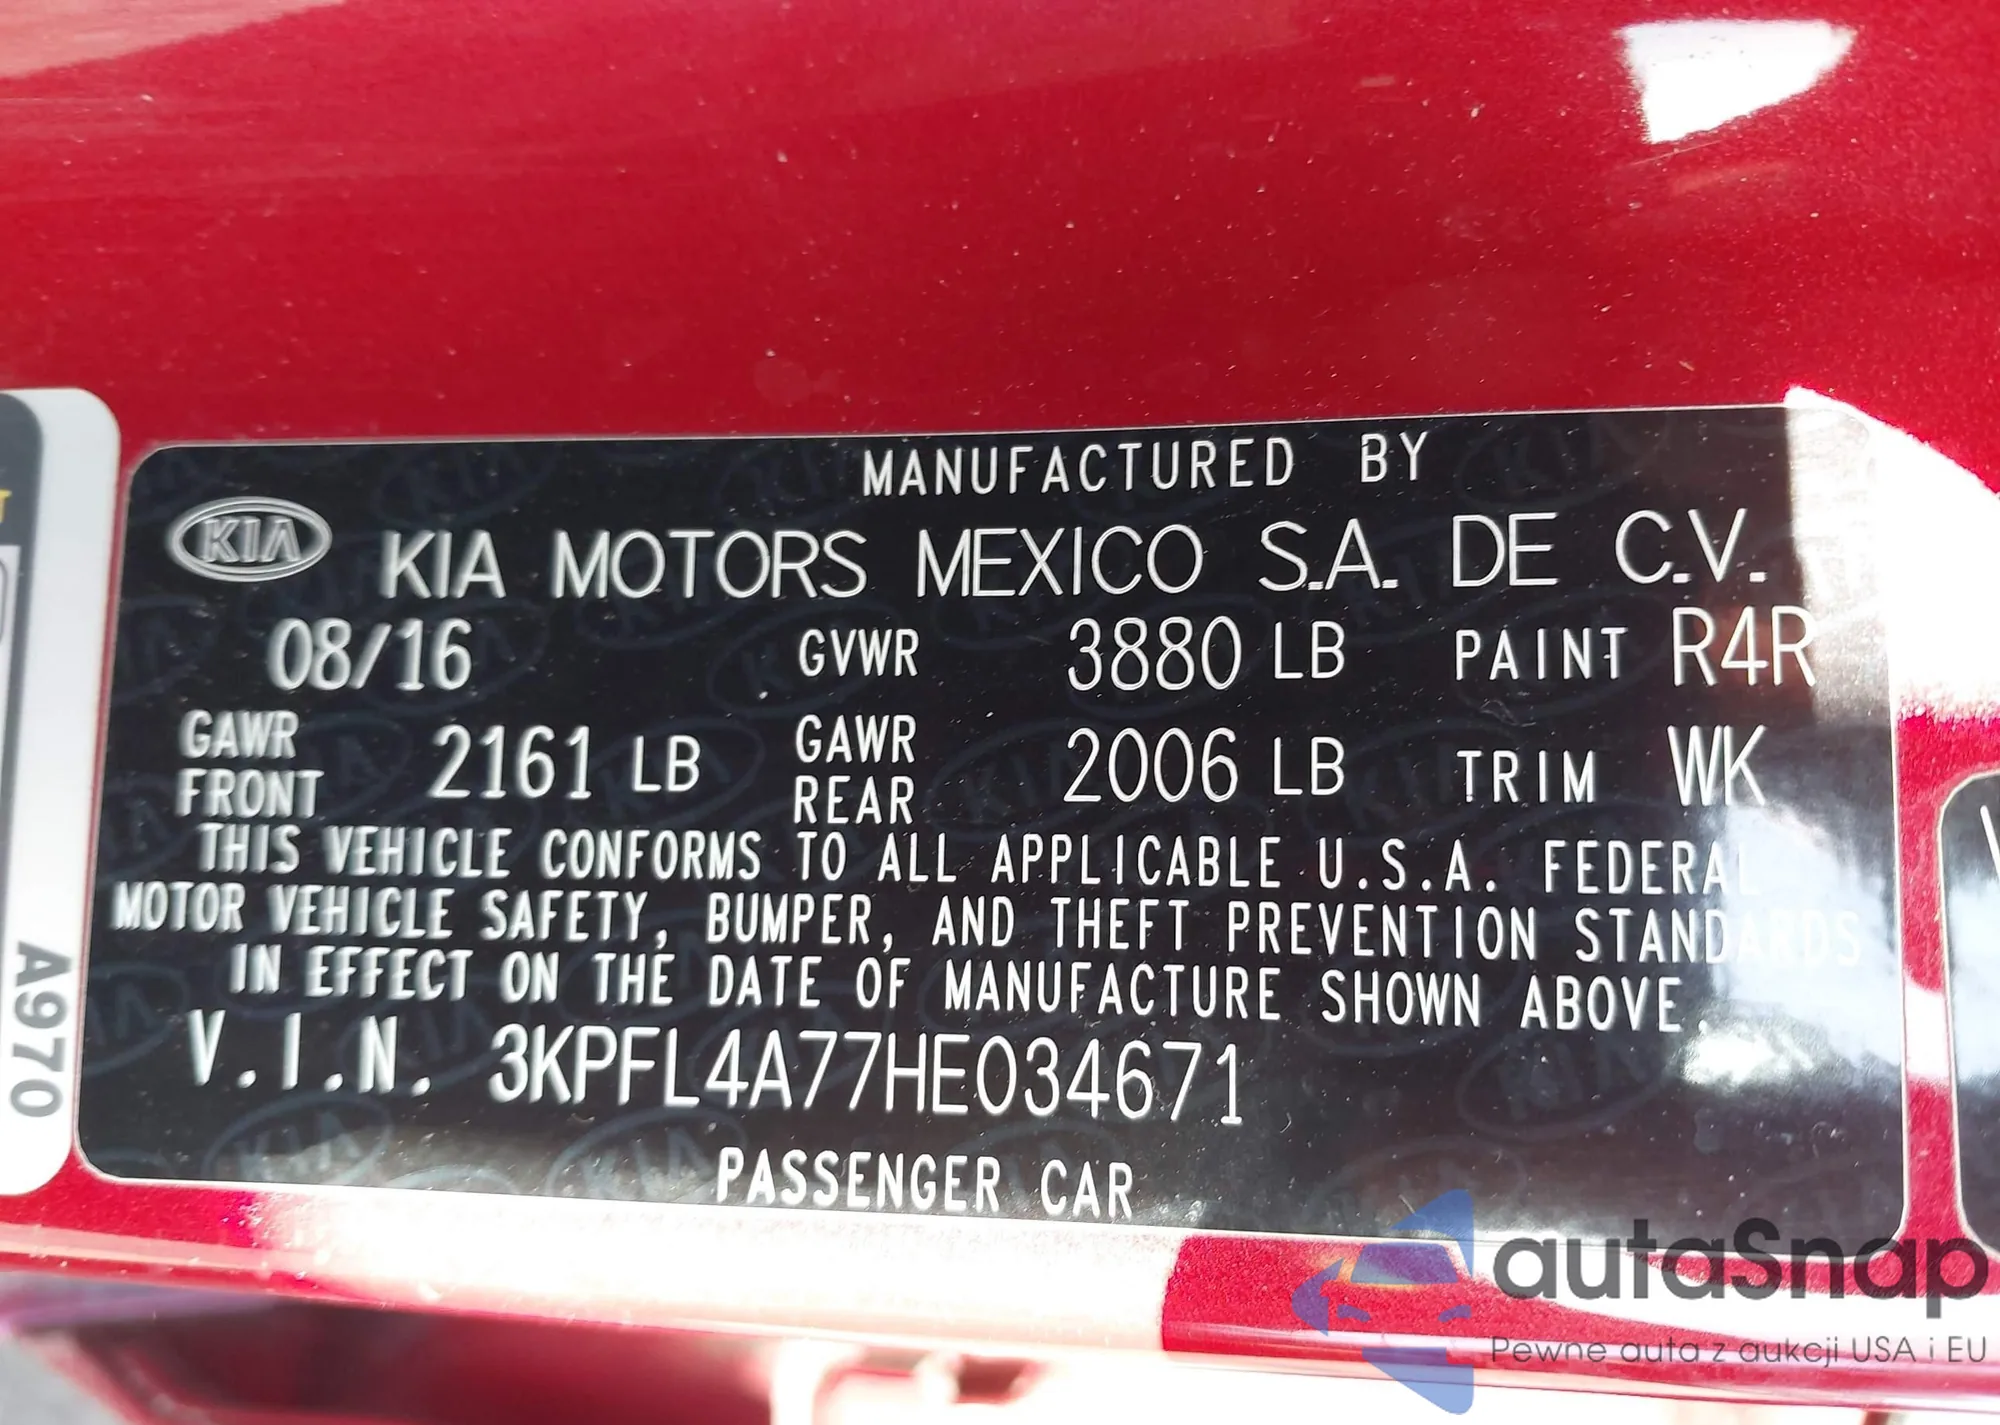 MANUFACTURED BY
KIA KIA MOTORS MEXICO S.A. DE C.V.
08/16 GVWR 3880 LB PAINT R4R
GAWR FRONT 2161 LB GAWR REAR 2006 LB TRIM WK
THIS VEHICLE CONFORMS TO ALL APPLICABLE U.S.A. FEDERAL
MOTOR VEHICLE SAFETY, BUMPER, AND THEFT PREVENTION STANDARDS
IN EFFECT ON THE DATE OF MANUFACTURE SHOWN ABOVE.
V.I.N. 3KPFL4A77HE034671
PASSENGER CAR
A970
autaSnap
Pewne auta z aukcji USA i EU